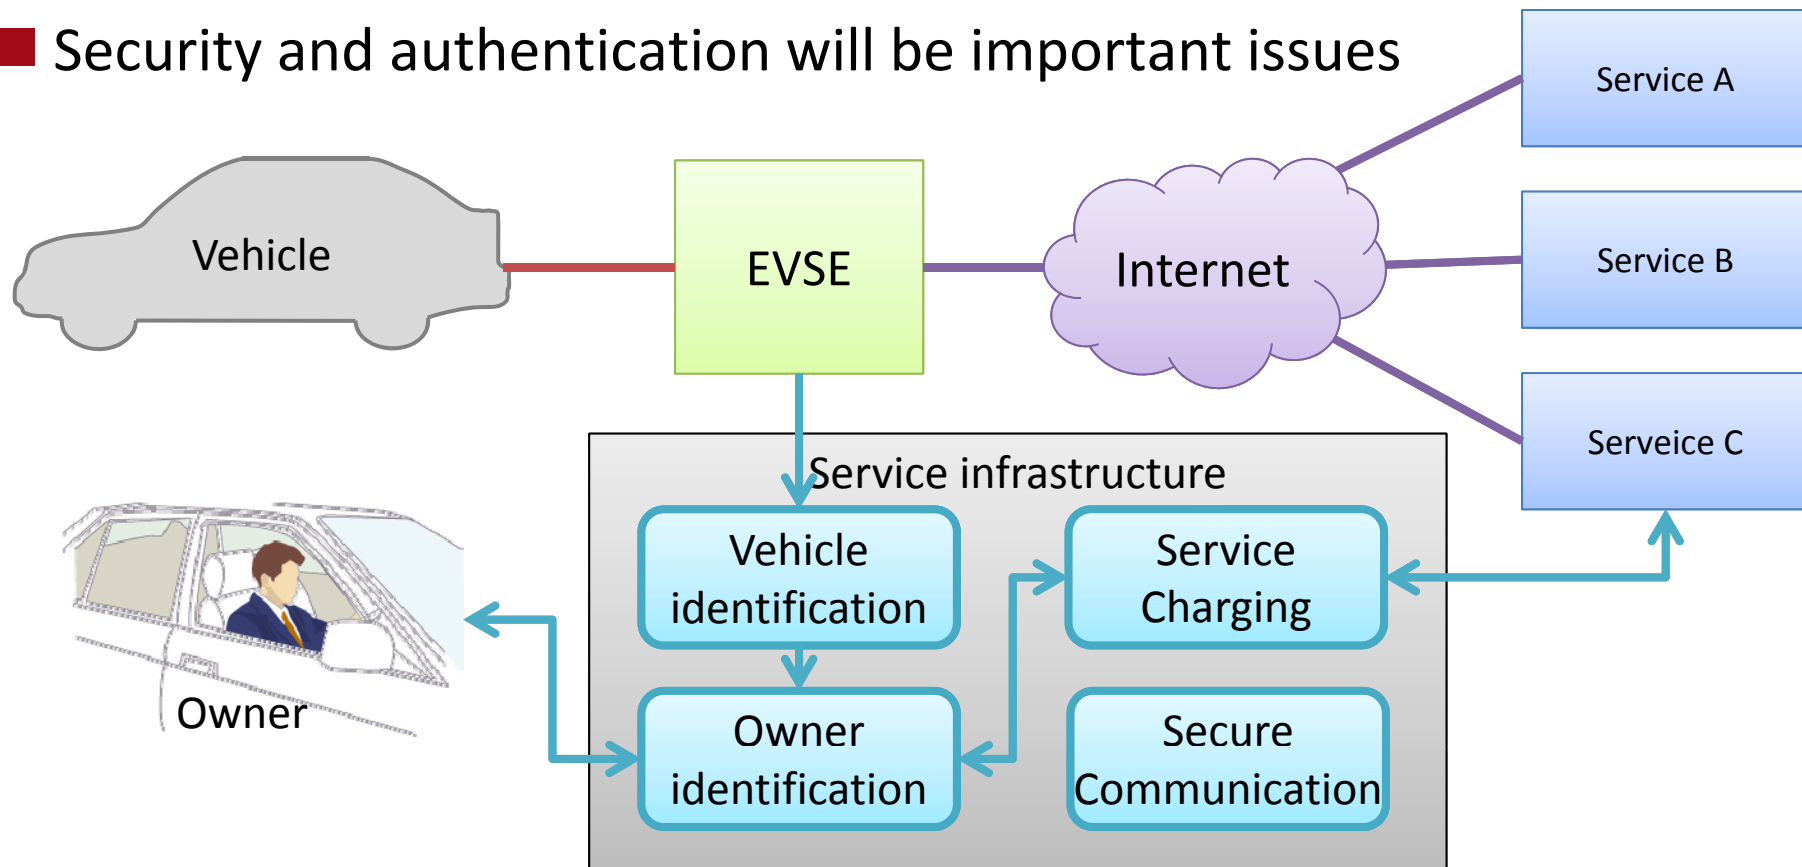 Security and authentication will be important issues
Service A
Vehicle
EVSE
Internet
Service B
Serveice C
Service infrastructure
Vehicle
identification
Service
Charging
Owner
Owner
identification
Secure
Communication